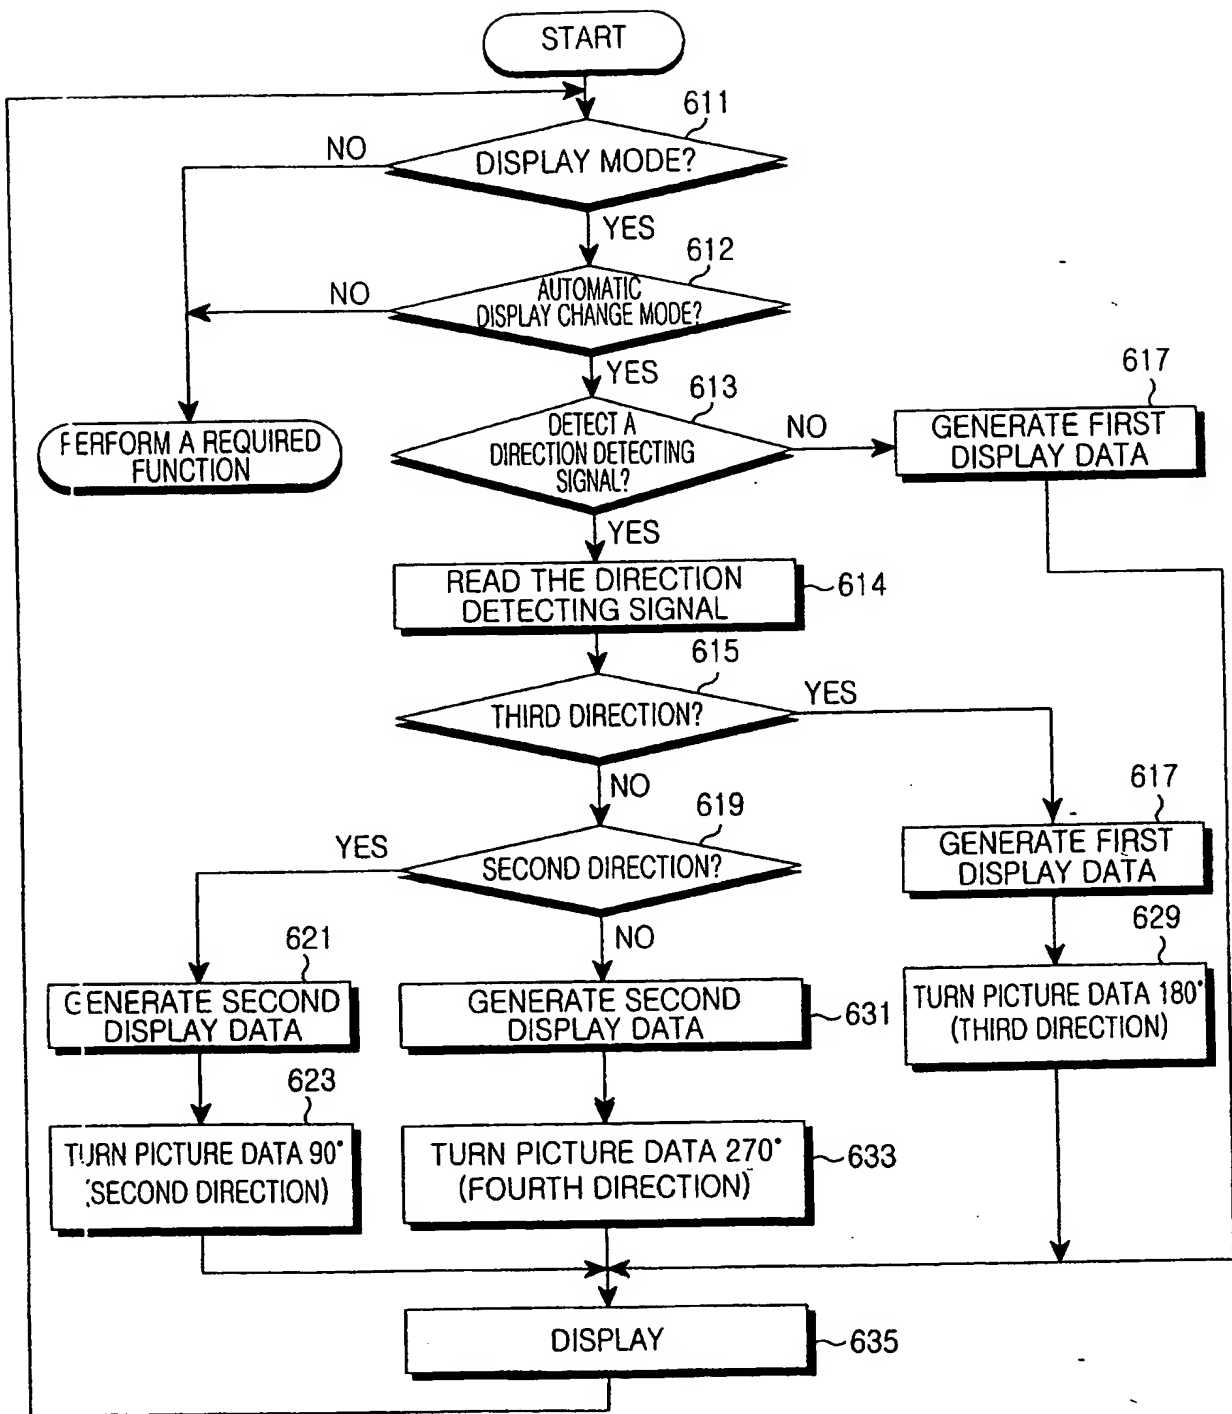 START
611
NO
DISPLAY MODE?
YES
612
NO
AUTOMATIC
DISPLAY CHANGE MODE?
YES
613
617
DETECT A
DIRECTION DETECTING
SIGNAL?
NO
GENERATE FIRST
DISPLAY DATA
PERFORM A REQUIRED
FUNCTION
YES
READ THE DIRECTION
DETECTING SIGNAL
614
615
THIRD DIRECTION?
YES
NO
617
619
YES
SECOND DIRECTION?
GENERATE FIRST
DISPLAY DATA
NO
629
621
GENERATE SECOND
DISPLAY DATA
GENERATE SECOND
DISPLAY DATA
631
TURN PICTURE DATA 180°
(THIRD DIRECTION)
623
TURN PICTURE DATA 90°
(SECOND DIRECTION)
TURN PICTURE DATA 270°
(FOURTH DIRECTION)
633
DISPLAY
635